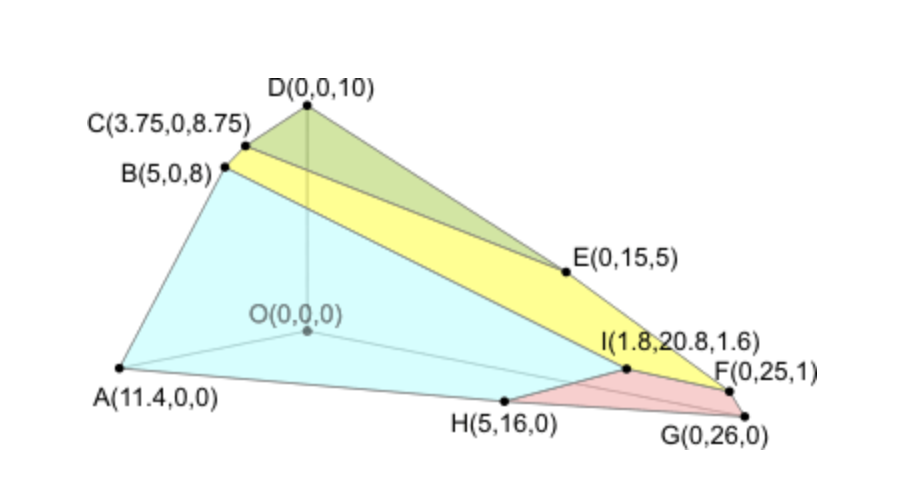 D(0,0,10)
C(3.75,0,8.75)
B(5,0,8)
E(0,15,5)
O(0,0,0)
I(1.8,20.8,1.6)
F(0,25,1)
A(11.4,0,0)
H(5,16,0)
G(0,26,0)